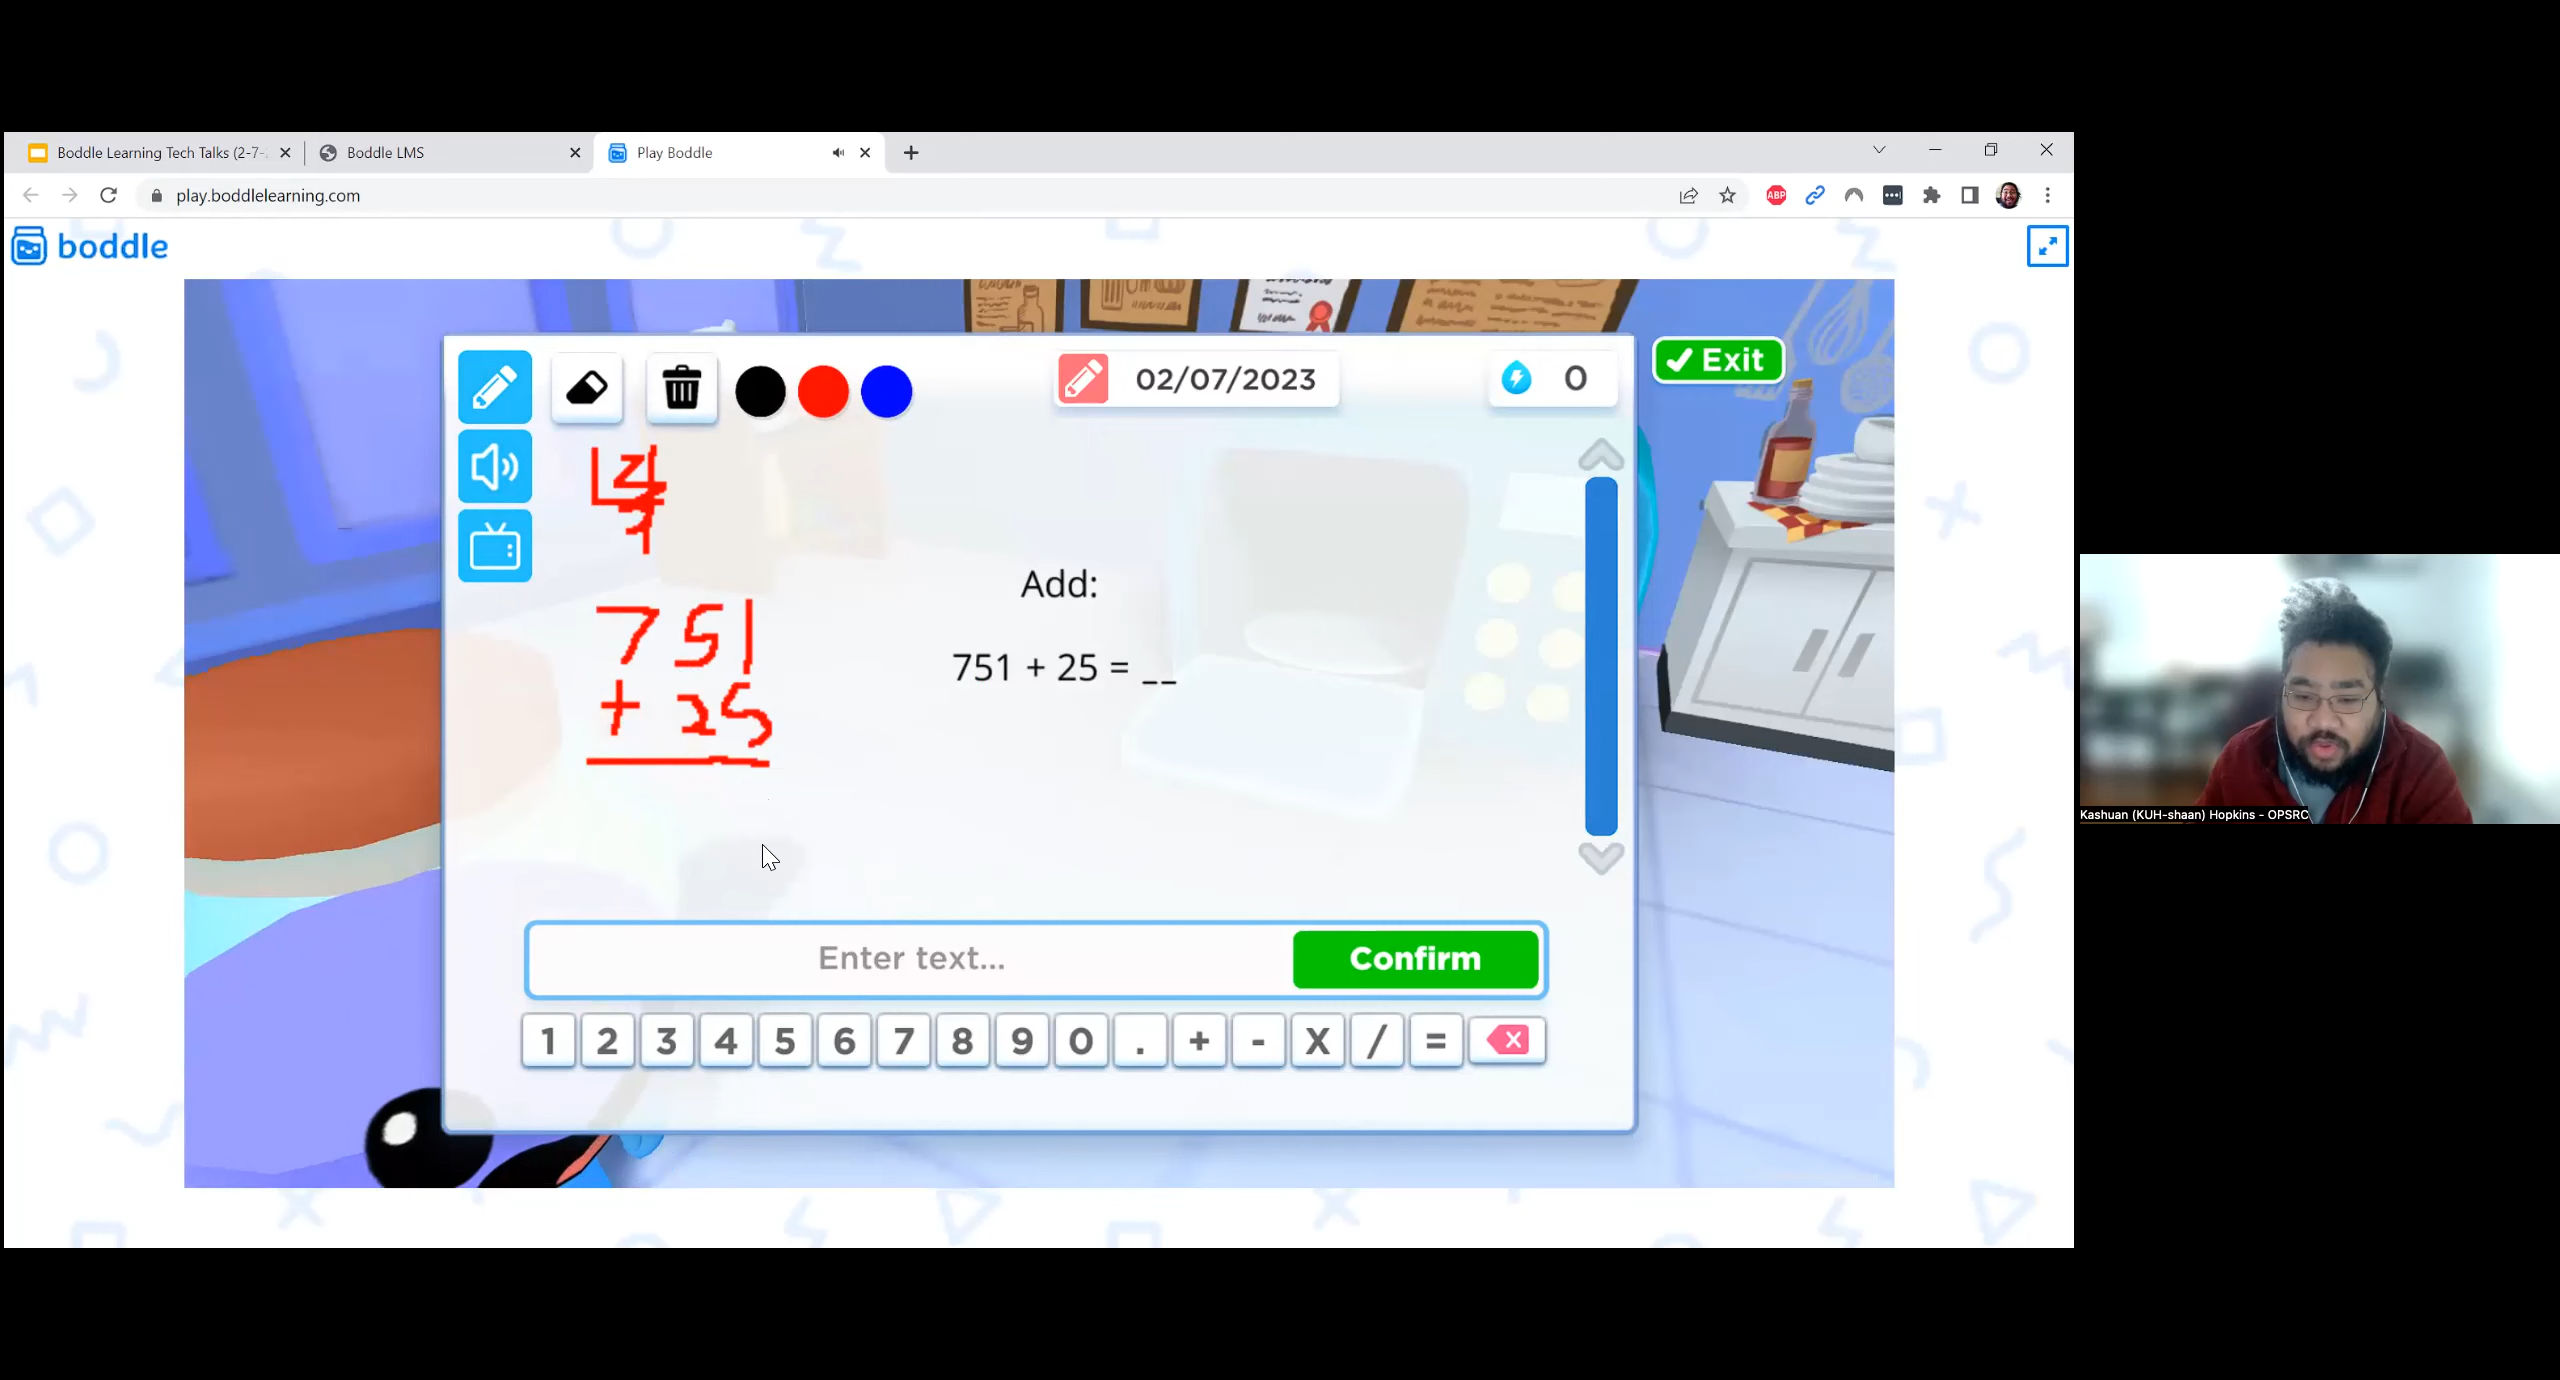 Boddle Learning Tech Talks (2-7-
Boddle LMS
Play Boddle
play.boddlelearning.com
ABP
boddle
02/07/2023
0
Exit
751
+ 25
Add:
751 + 25 = __
Enter text...
Confirm
1 2 3 4 5 6 7 8 9 0 . + - X / =
Kashuan (KUH-shaan) Hopkins - OPSRC